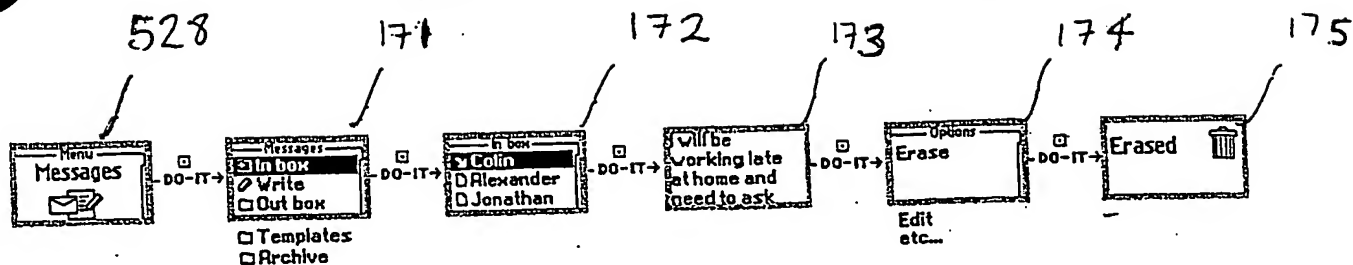 528
171
172
173
174
175
Menu
Messages
DO-IT
Messages
In box
Write
Out box
Templates
Archive
DO-IT
In box
Colin
Alexander
Jonathan
DO-IT
I will be
working late
at home and
need to ask
DO-IT
Options
Erase
Edit
etc...
DO-IT
Erased